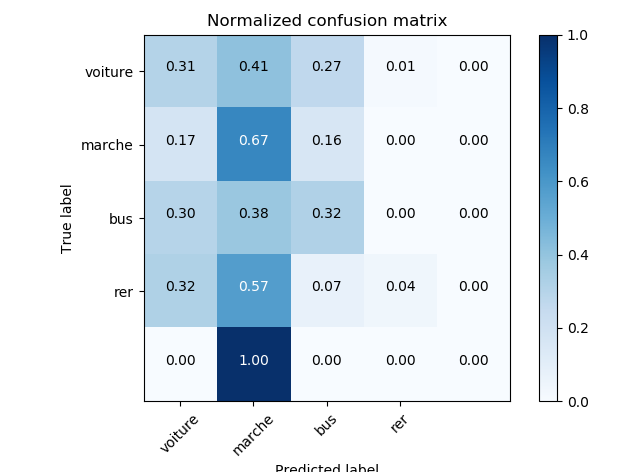 Normalized confusion matrix
voiture 0.31 0.41 0.27 0.01 0.00
marche 0.17 0.67 0.16 0.00 0.00
bus 0.30 0.38 0.32 0.00 0.00
rer 0.32 0.57 0.07 0.04 0.00
0.00 1.00 0.00 0.00 0.00
True label
voiture marche bus rer
Predicted label
1.0
0.8
0.6
0.4
0.2
0.0